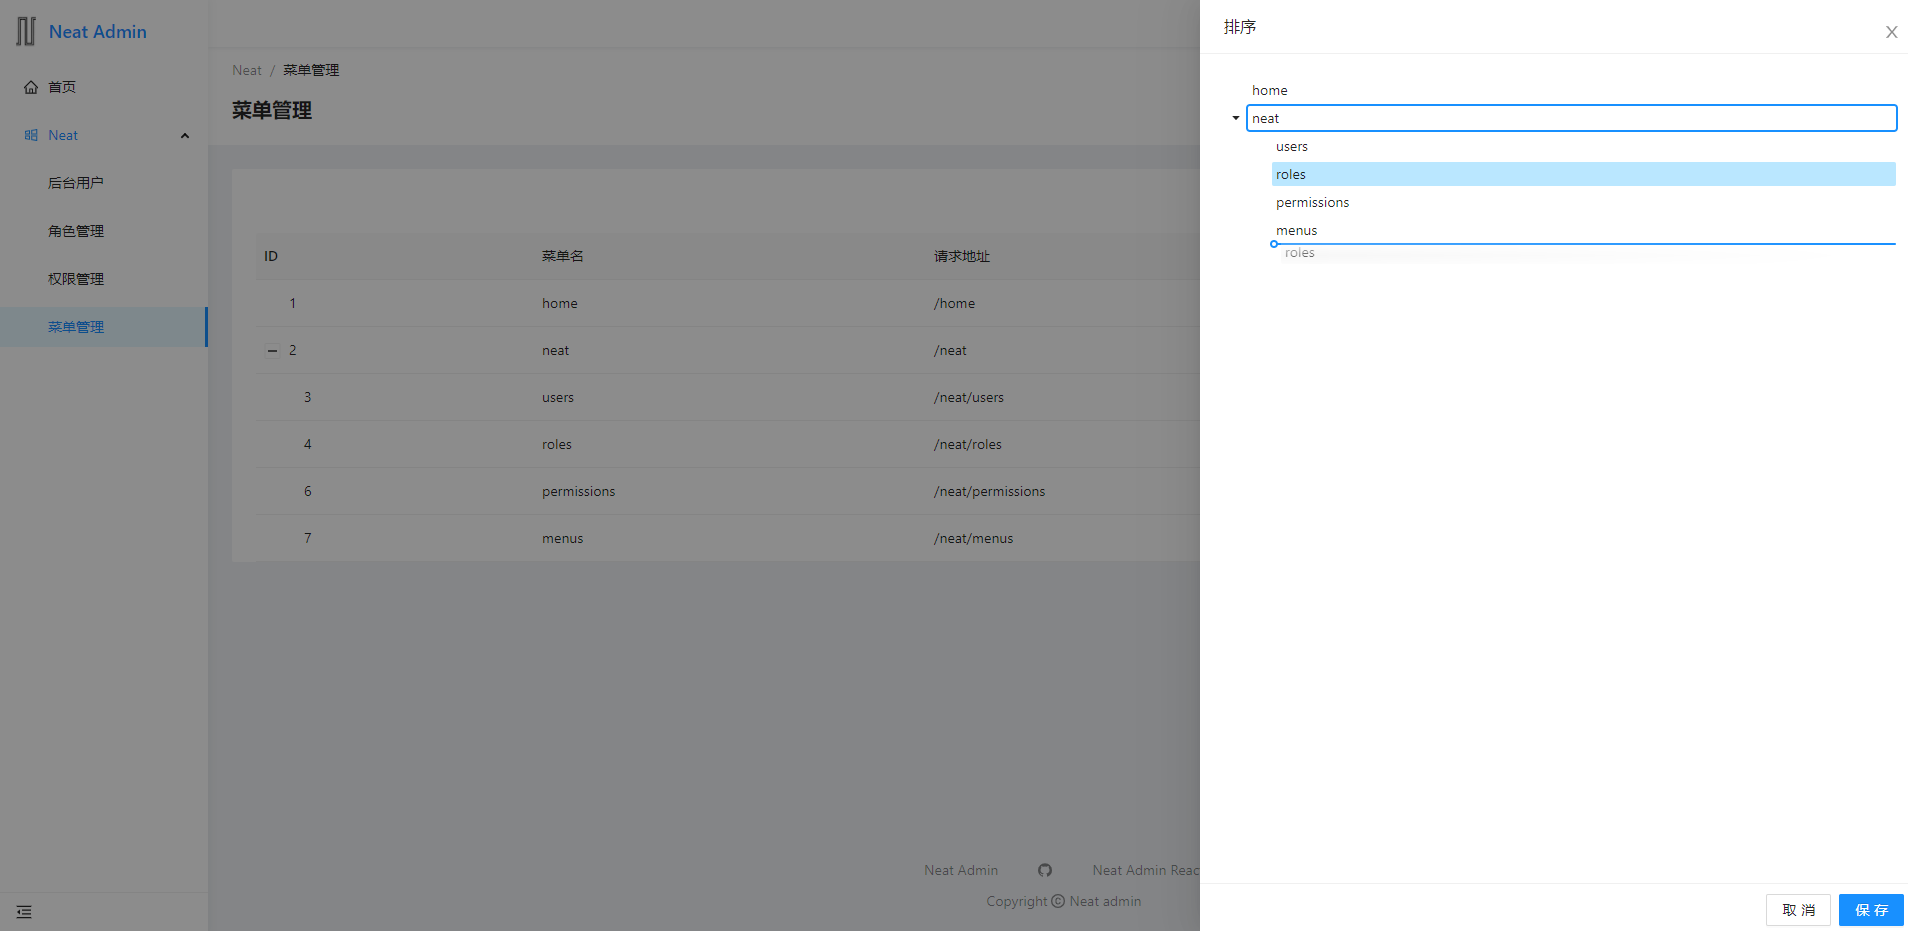 Neat Admin
首页
Neat
后台用户
角色管理
权限管理
菜单管理
Neat / 菜单管理
菜单管理
ID 菜单名 请求地址
1 home /home
2 neat /neat
3 users /neat/users
4 roles /neat/roles
6 permissions /neat/permissions
7 menus /neat/menus
Neat Admin Neat Admin Reac
Copyright © Neat admin
排序
home
neat
users
roles
permissions
menus
roles
取 消 保 存